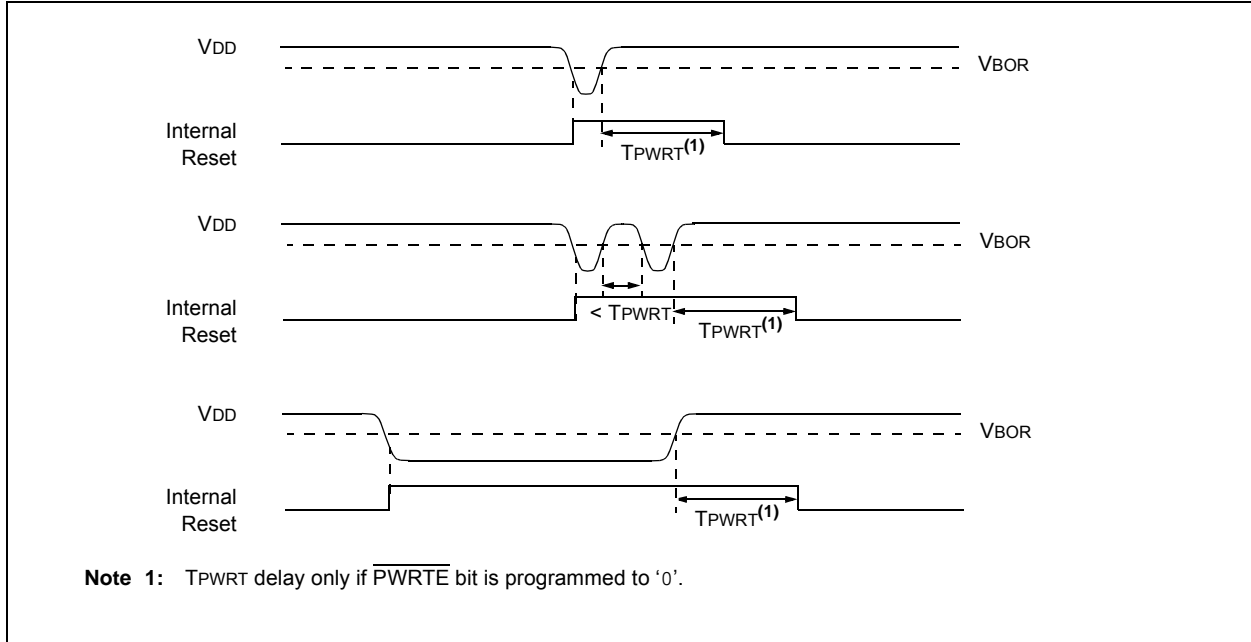 VDD
VBOR
Internal
Reset
TPWRT(1)
VDD
VBOR
Internal
Reset
< TPWRT
TPWRT(1)
VDD
VBOR
Internal
Reset
TPWRT(1)
Note 1: TPWRT delay only if PWRTE bit is programmed to ‘0’.